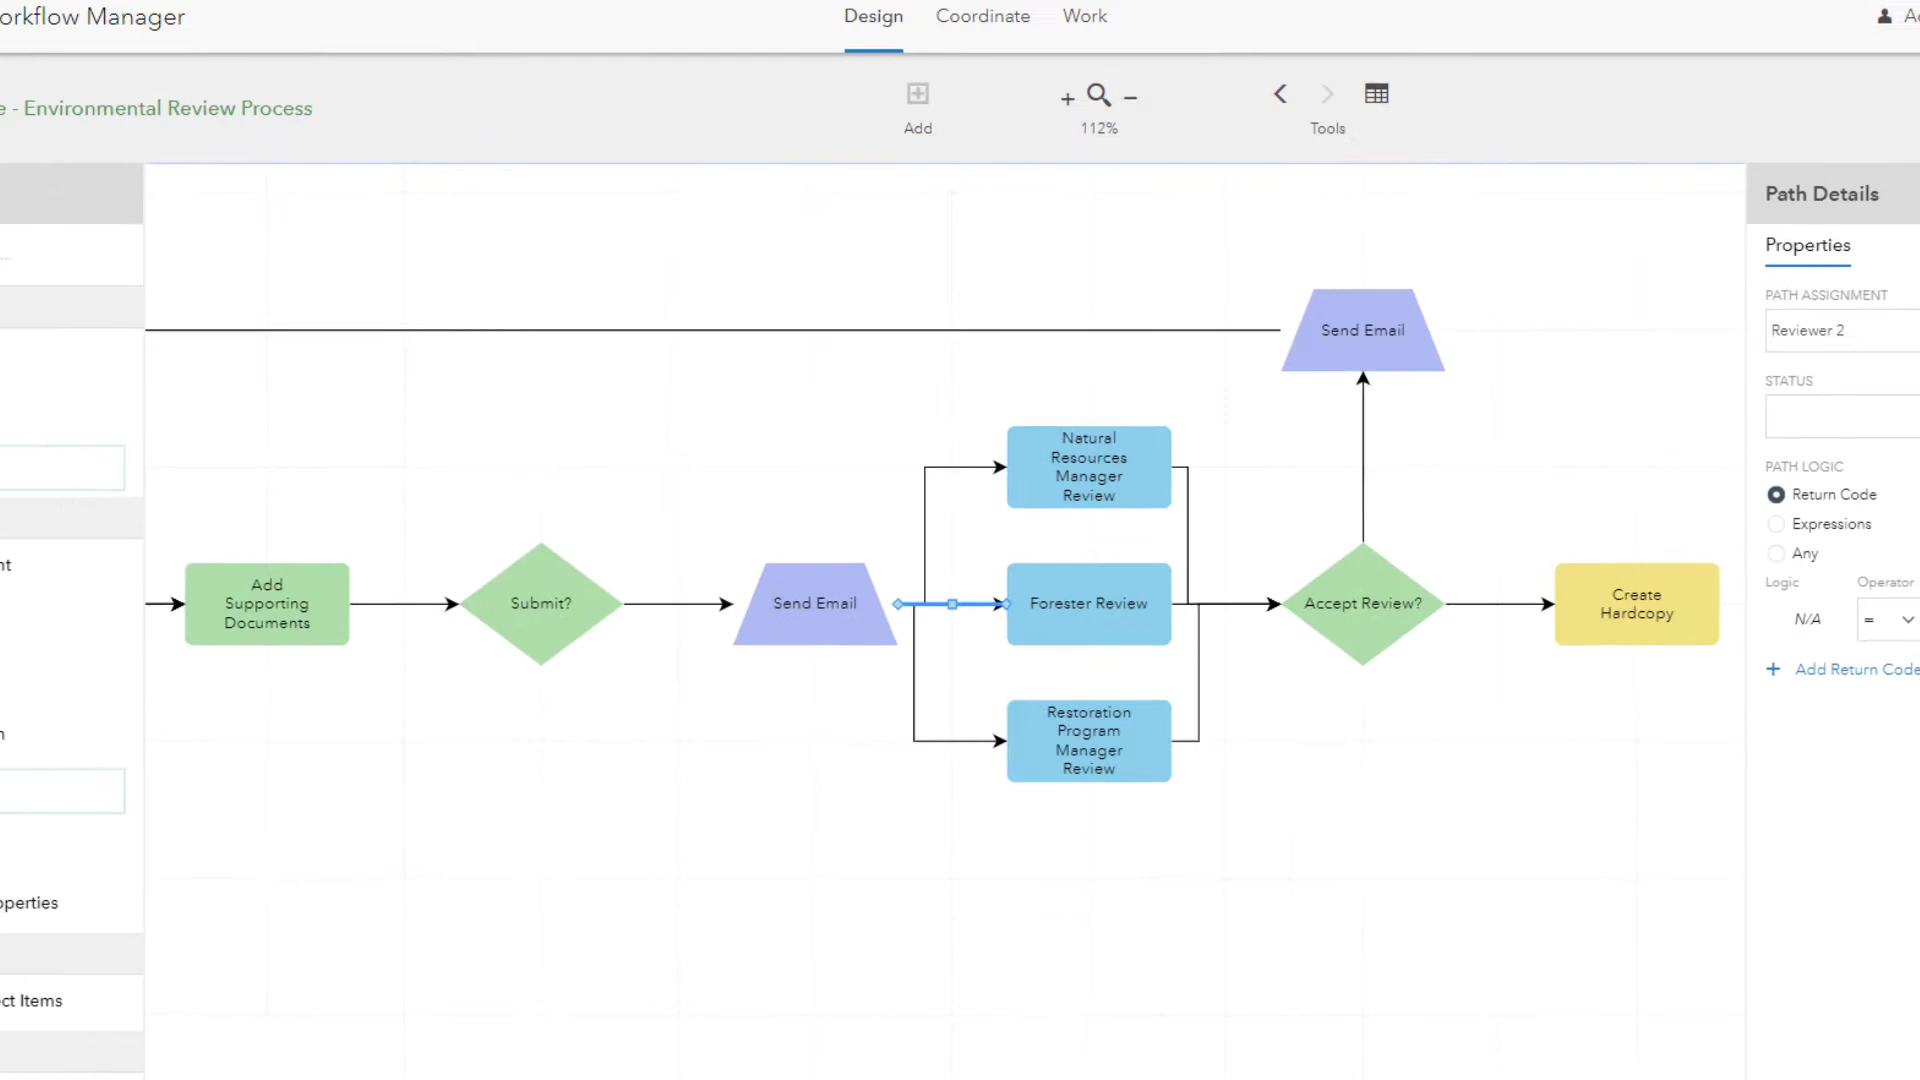 orkflow Manager
Design
Coordinate
Work
e - Environmental Review Process
Add
112%
Tools
Path Details
Properties
PATH ASSIGNMENT
Reviewer 2
STATUS
PATH LOGIC
Return Code
Expressions
Any
Logic
Operator
N/A
=
+ Add Return Code
Send Email
Natural
Resources
Manager
Review
Add
Supporting
Documents
Submit?
Send Email
Forester Review
Accept Review?
Create
Hardcopy
Restoration
Program
Manager
Review
nt
n
operties
ct Items